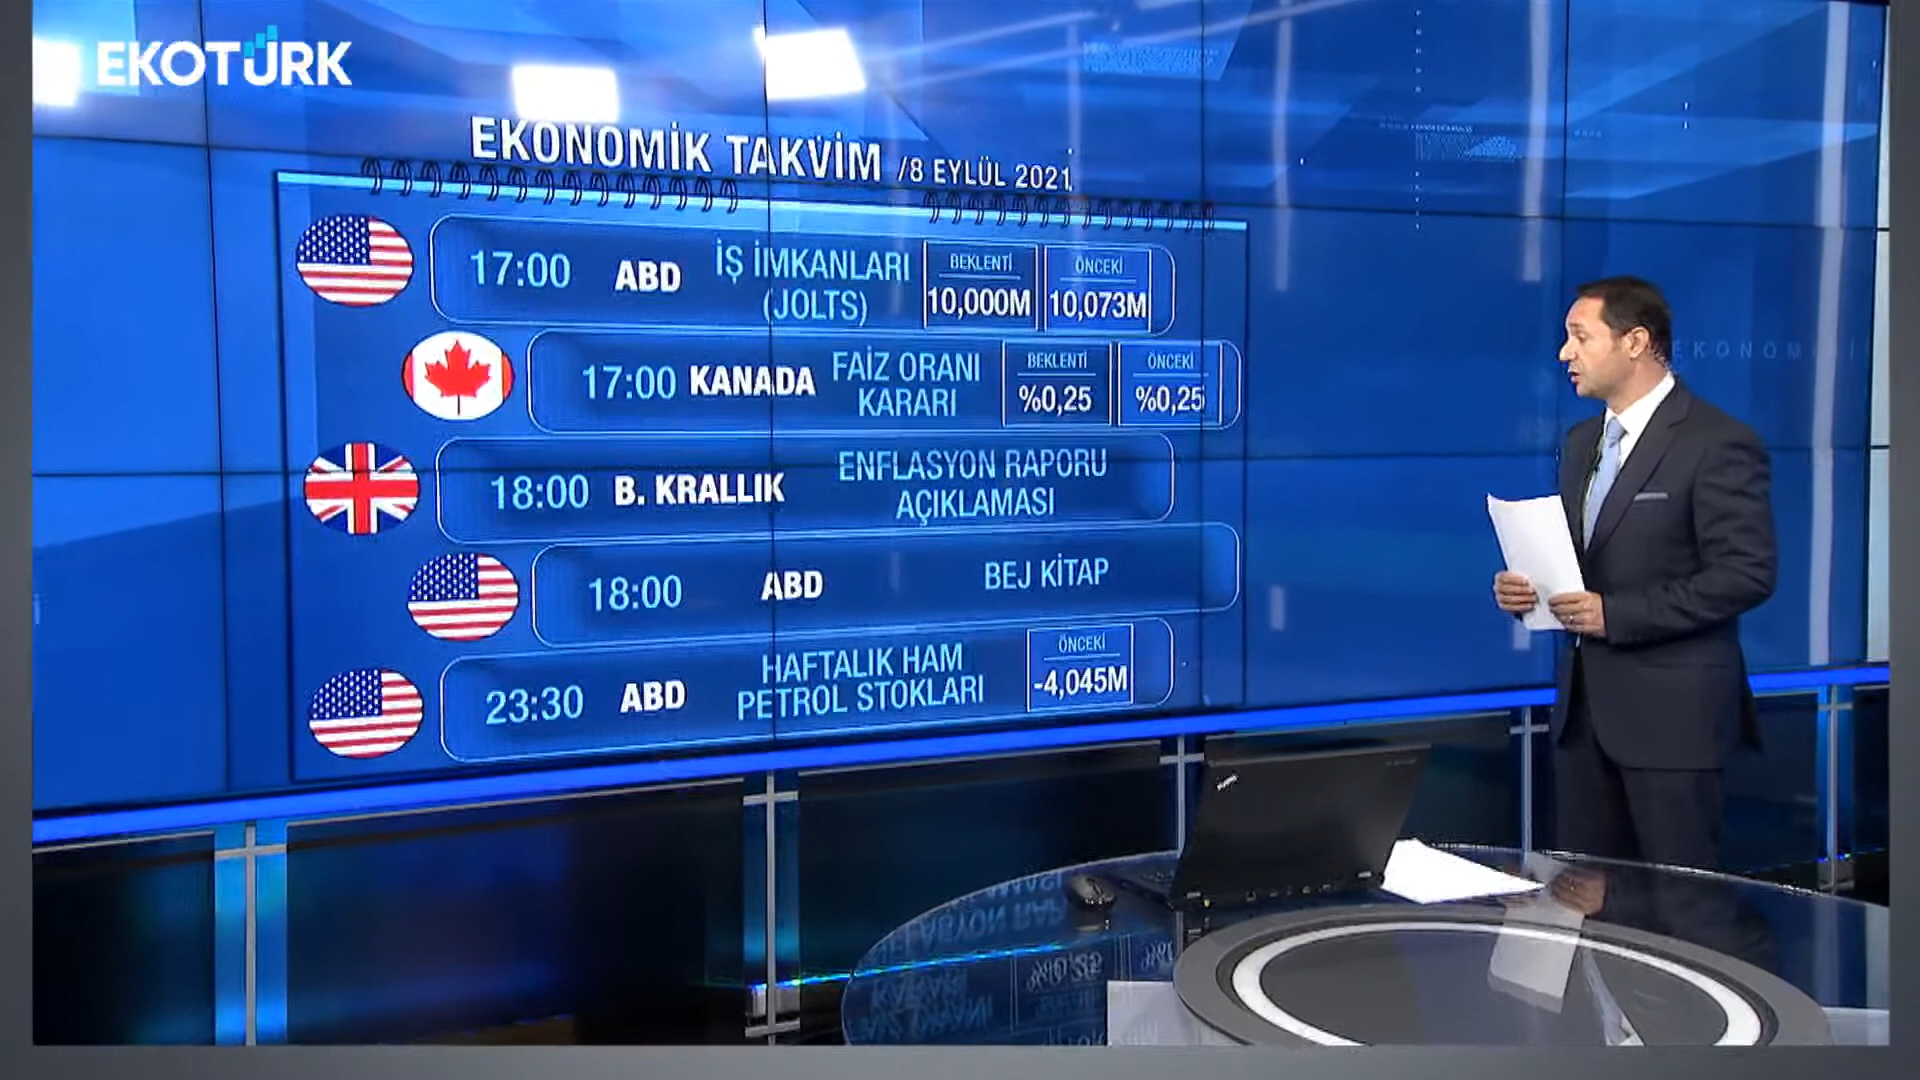 EKOTÜRK
EKONOMİK TAKVİM /8 EYLÜL 2021
17:00 ABD İŞ İMKANLARI (JOLTS) BEKLENTİ 10,000M ÖNCEKİ 10,073M
17:00 KANADA FAİZ ORANI KARARI BEKLENTİ %0,25 ÖNCEKİ %0,25
18:00 B. KRALLIK ENFLASYON RAPORU AÇIKLAMASI
18:00 ABD BEJ KİTAP
23:30 ABD HAFTALIK HAM PETROL STOKLARI ÖNCEKİ -4,045M
EKONOM